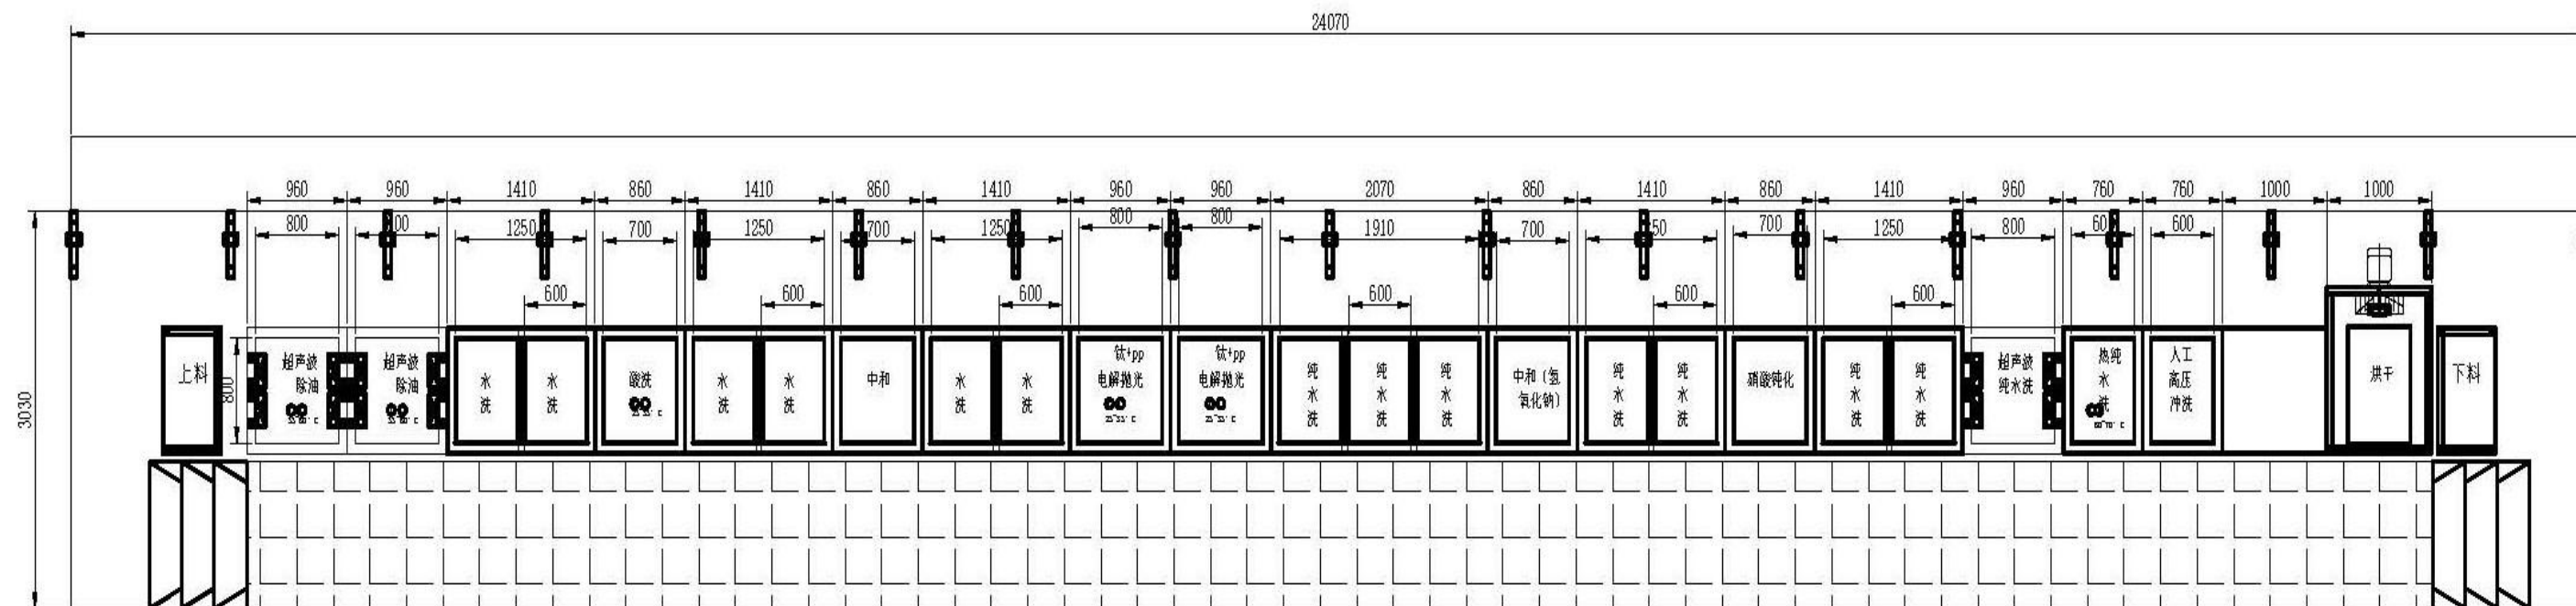 24070
960 960 1410 860 1410 860 1410 960 960 2070 860 1410 860 1410 960 760 760 1000 1000
800 00 1250 700 1250 700 1250 800 800 1910 700 50 700 1250 800 60 600
600 600 600 600 600 600
3030
上料
800
超声波
除油
超声波
除油
水洗
水洗
酸洗
水洗
水洗
中和
水洗
水洗
钛+pp
电解抛光
钛+pp
电解抛光
纯水洗
纯水洗
纯水洗
中和（氢
氧化钠）
纯水洗
纯水洗
硝酸钝化
水洗
纯水洗
超声波
纯水洗
热纯
水
洗
人工
高压
冲洗
烘干
下料